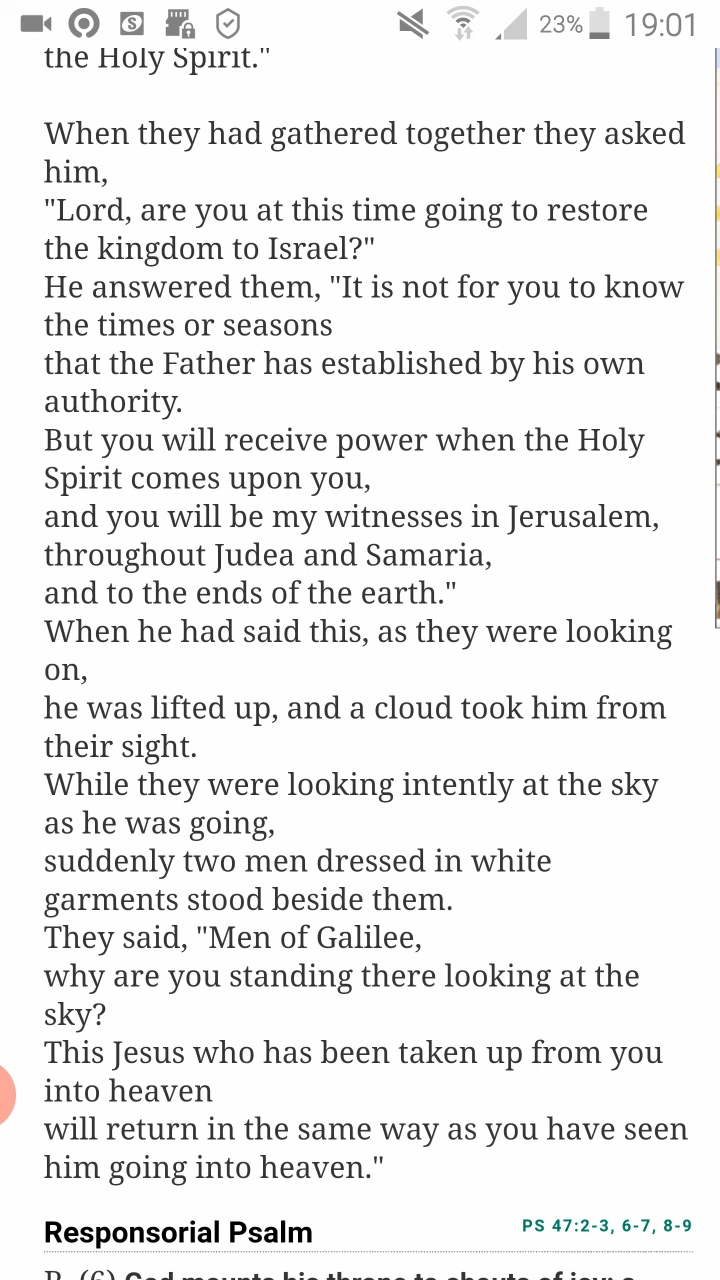 23% 19:01
the Holy Spirit."
When they had gathered together they asked
him,
"Lord, are you at this time going to restore
the kingdom to Israel?"
He answered them, "It is not for you to know
the times or seasons
that the Father has established by his own
authority.
But you will receive power when the Holy
Spirit comes upon you,
and you will be my witnesses in Jerusalem,
throughout Judea and Samaria,
and to the ends of the earth."
When he had said this, as they were looking
on,
he was lifted up, and a cloud took him from
their sight.
While they were looking intently at the sky
as he was going,
suddenly two men dressed in white
garments stood beside them.
They said, "Men of Galilee,
why are you standing there looking at the
sky?
This Jesus who has been taken up from you
into heaven
will return in the same way as you have seen
him going into heaven."
Responsorial Psalm PS 47:2-3, 6-7, 8-9
R. (6) God mounts his throne to shouts of joy: a